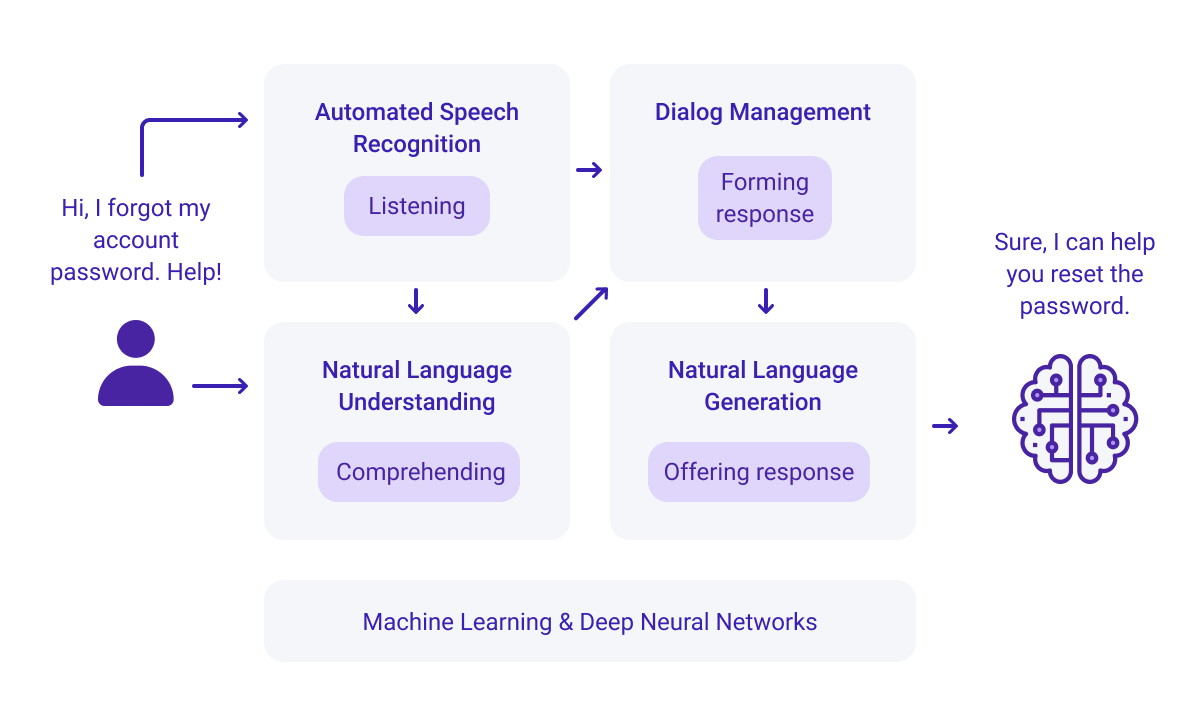 Hi, I forgot my
account
password. Help!
Automated Speech
Recognition
Listening
Dialog Management
Forming
response
Natural Language
Understanding
Comprehending
Natural Language
Generation
Offering response
Sure, I can help
you reset the
password.
Machine Learning & Deep Neural Networks